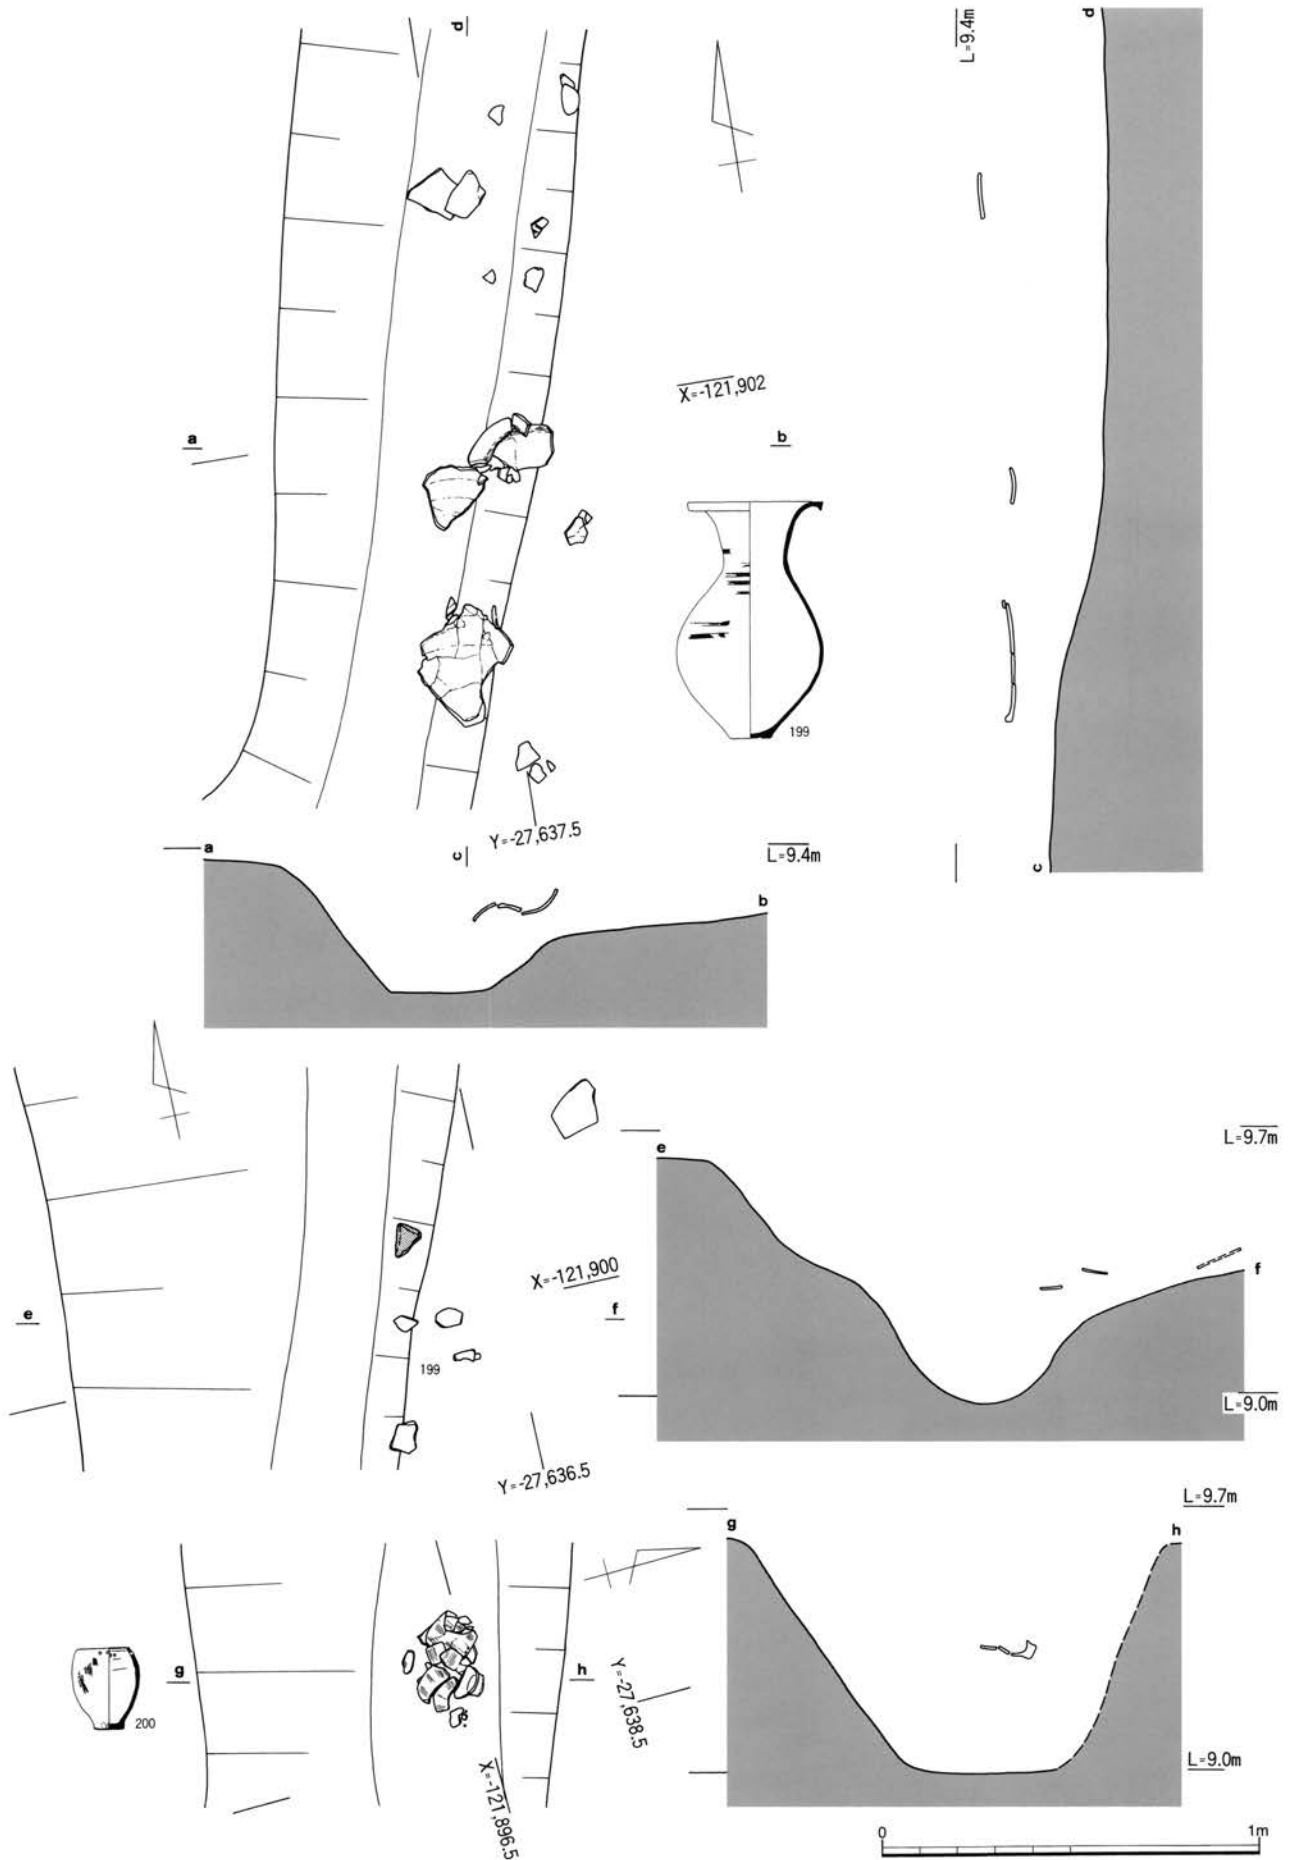 d
L=9.4m
d
X=-121,902
a
b
199
Y=-27,637.5
c
L=9.4m
c
a
b
L=9.7m
e
X=-121,900
f
e
f
199
L=9.0m
Y=-27,636.5
L=9.7m
g
h
g
h
200
Y=-27,638.5
L=9.0m
X=-121,896.5
0
1m